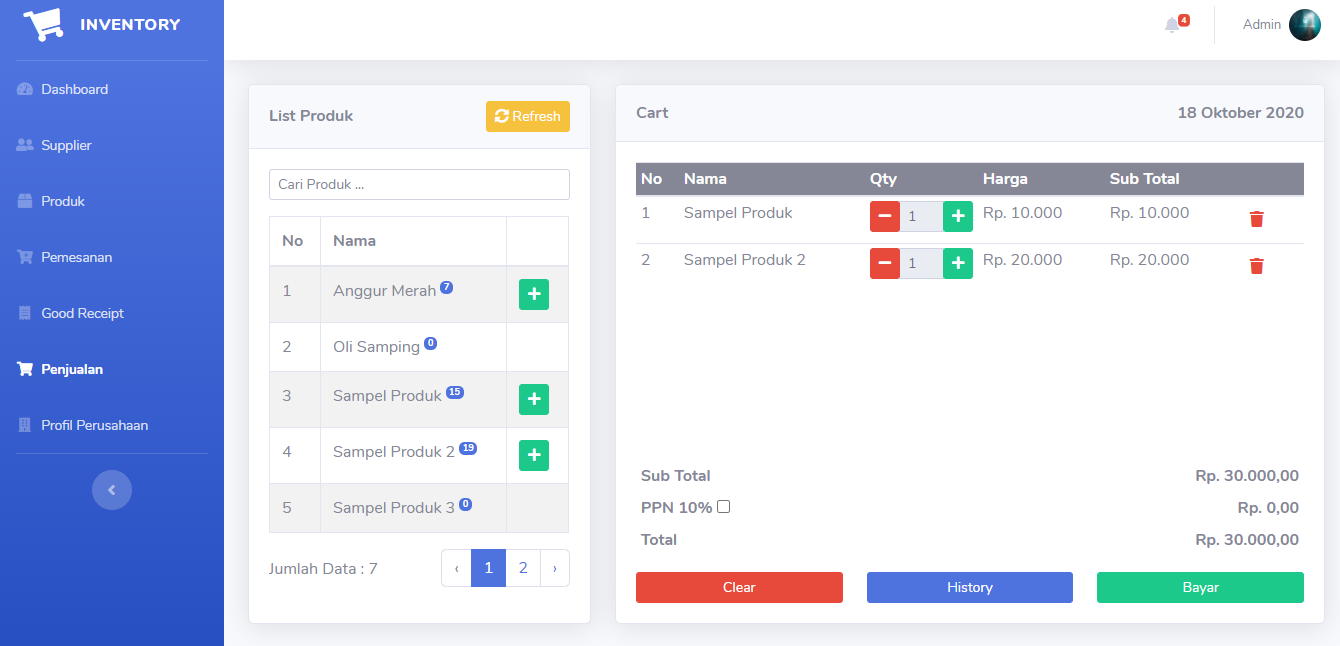 INVENTORY
4
Admin
Dashboard
Supplier
Produk
Pemesanan
Good Receipt
Penjualan
Profil Perusahaan
List Produk
Refresh
Cari Produk ...
No Nama
1 Anggur Merah 7
2 Oli Samping 0
3 Sampel Produk 15
4 Sampel Produk 2 19
5 Sampel Produk 3 0
Jumlah Data : 7
‹ 1 2 ›
Cart 18 Oktober 2020
No Nama Qty Harga Sub Total
1 Sampel Produk 1 Rp. 10.000 Rp. 10.000
2 Sampel Produk 2 1 Rp. 20.000 Rp. 20.000
Sub Total Rp. 30.000,00
PPN 10% Rp. 0,00
Total Rp. 30.000,00
Clear History Bayar